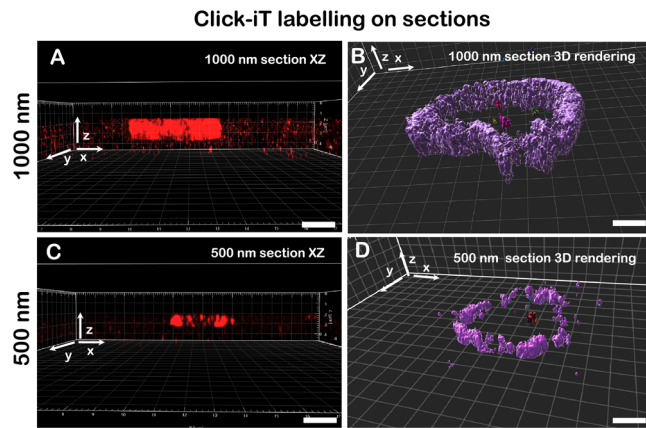 Click-iT labelling on sections
1000 nm
A
1000 nm section XZ
z
y
x
B
1000 nm section 3D rendering
z
x
y
500 nm
C
500 nm section XZ
z
y
x
D
500 nm section 3D rendering
z
x
y